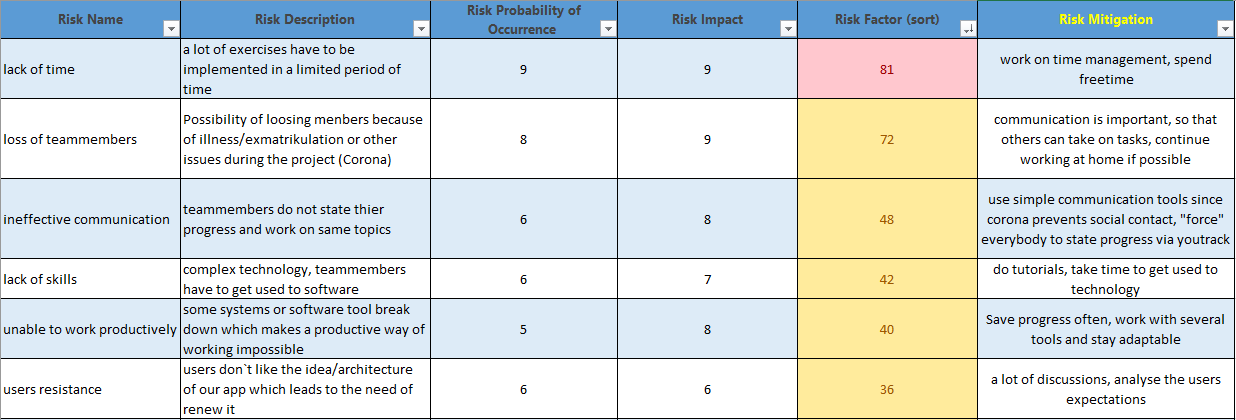 Risk Name
Risk Description
Risk Probability of
Occurrence
Risk Impact
Risk Factor (sort)
Risk Mitigation
lack of time
a lot of exercises have to be
implemented in a limited period of
time
9
9
81
work on time management, spend
freetime
loss of teammembers
Possibility of loosing menbers because
of illness/exmatrikulation or other
issues during the project (Corona)
8
9
72
communication is important, so that
others can take on tasks, continue
working at home if possible
ineffective communication
teammembers do not state thier
progress and work on same topics
6
8
48
use simple communication tools since
corona prevents social contact, "force"
everybody to state progress via youtrack
lack of skills
complex technology, teammembers
have to get used to software
6
7
42
do tutorials, take time to get used to
technology
unable to work productively
some systems or software tool break
down which makes a productive way of
working impossible
5
8
40
Save progress often, work with several
tools and stay adaptable
users resistance
users don`t like the idea/architecture
of our app which leads to the need of
renew it
6
6
36
a lot of discussions, analyse the users
expectations